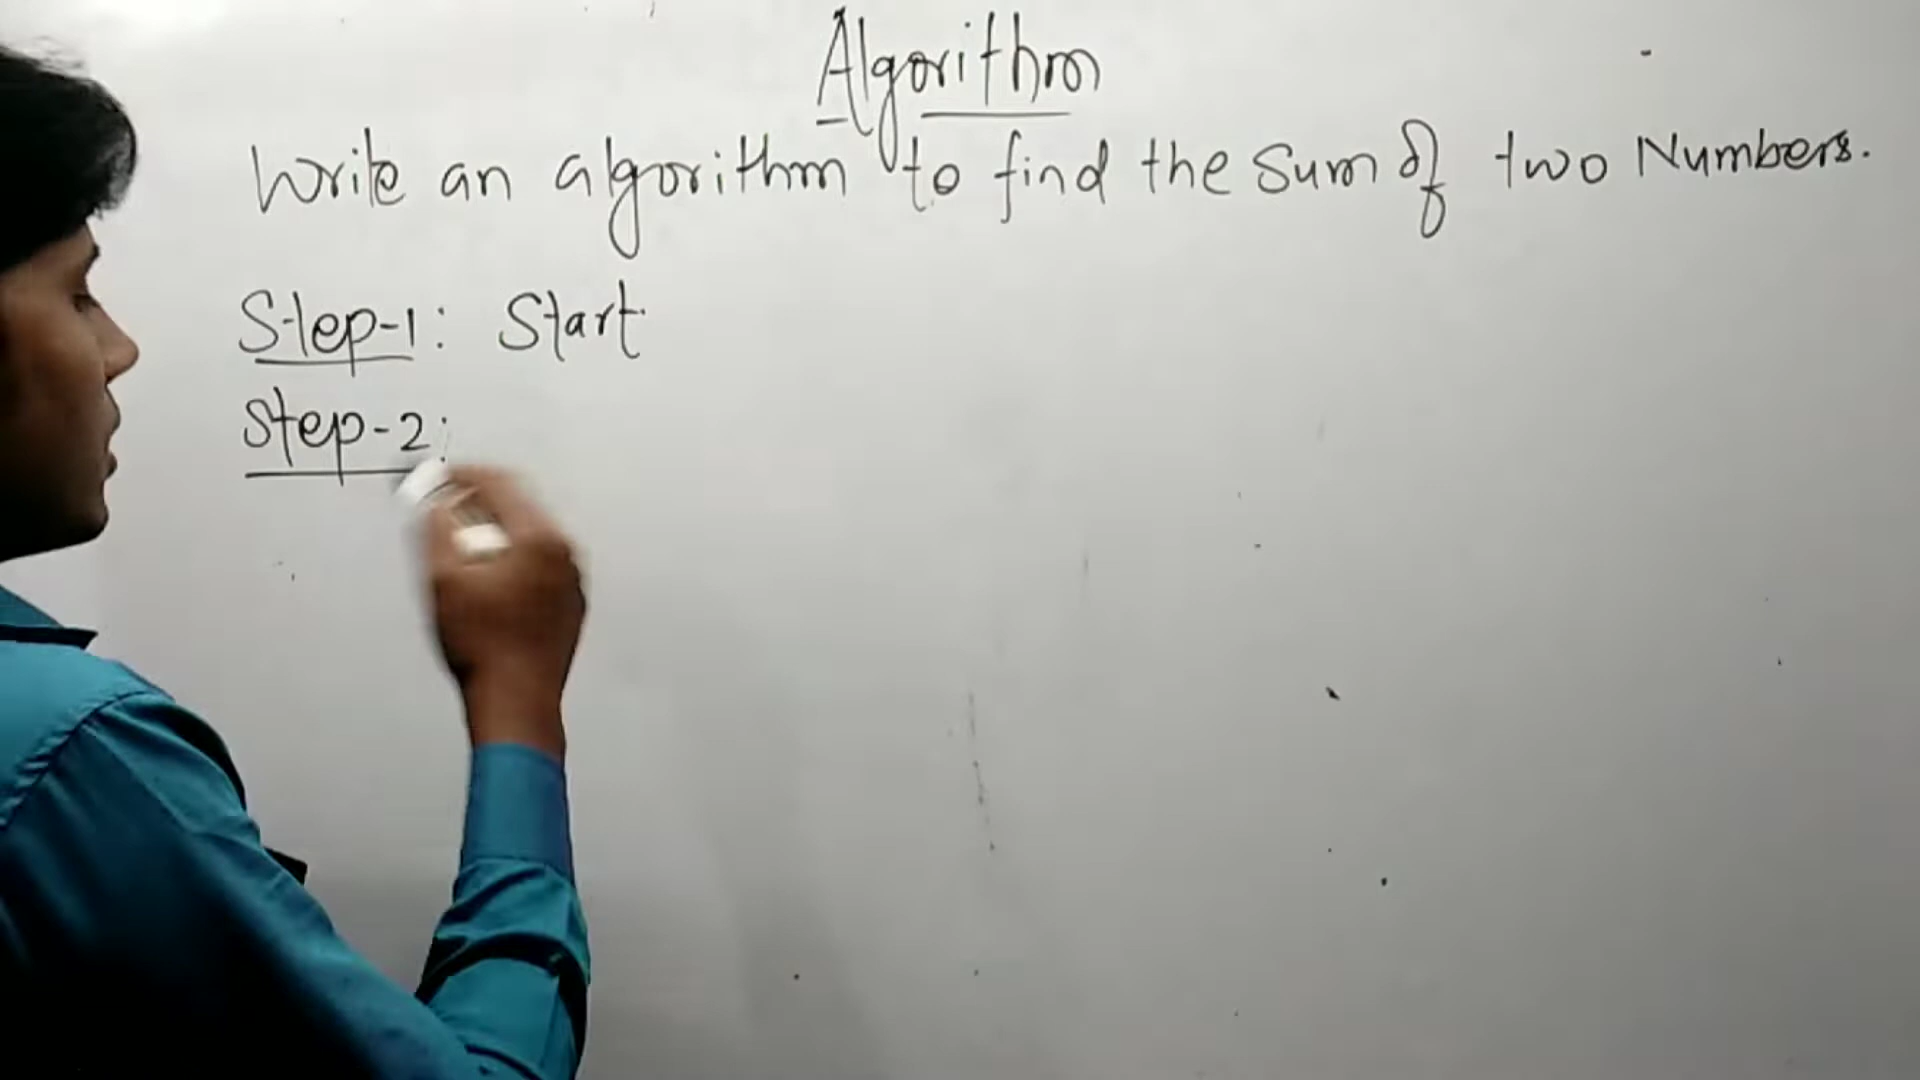 Algorithm
Write an algorithm to find the Sum of two Numbers.
Step-1: Start
Step-2: